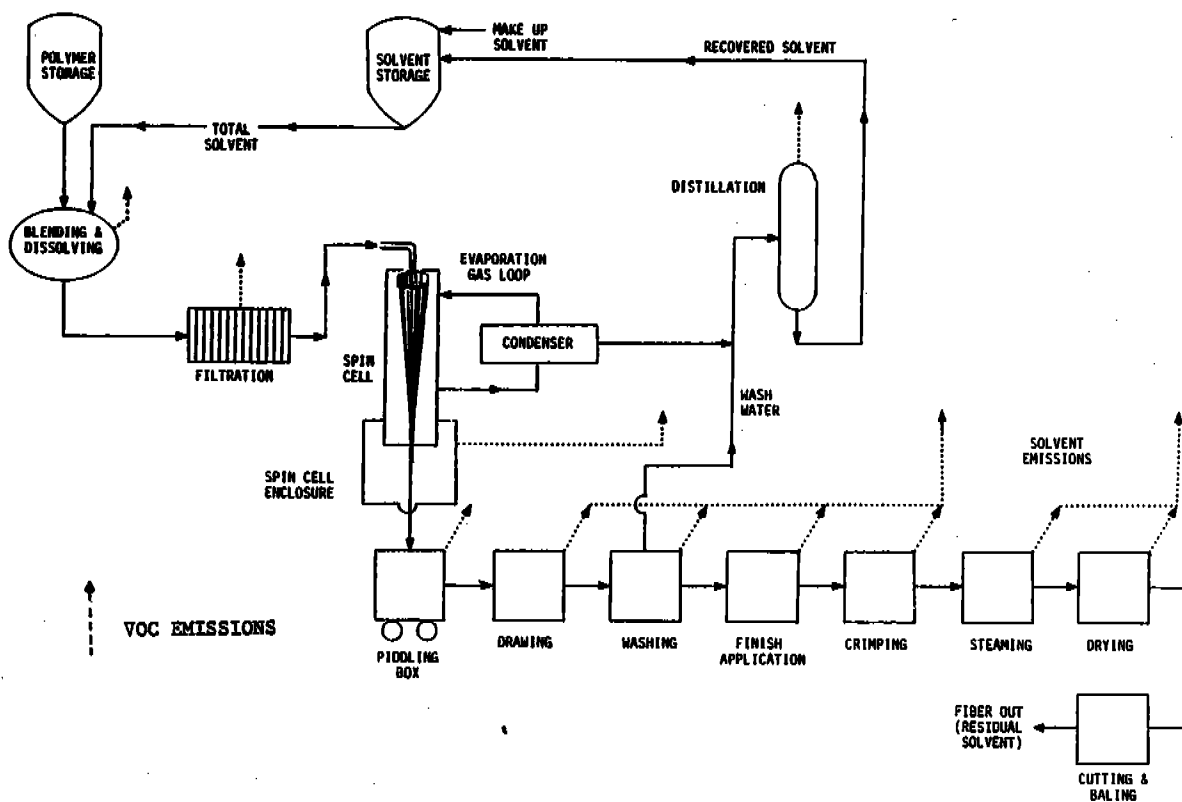 POLYMER
STORAGE
SOLVENT
STORAGE
MAKE UP
SOLVENT
RECOVERED SOLVENT
TOTAL
SOLVENT
DISTILLATION
BLENDING &
DISSOLVING
EVAPORATION
GAS LOOP
CONDENSER
FILTRATION
SPIN
CELL
WASH
WATER
SPIN CELL
ENCLOSURE
SOLVENT
EMISSIONS
VOC EMISSIONS
PIDDLING
BOX
DRAWING
WASHING
FINISH
APPLICATION
CRIMPING
STEAMING
DRYING
FIBER OUT
(RESIDUAL
SOLVENT)
CUTTING &
BALING